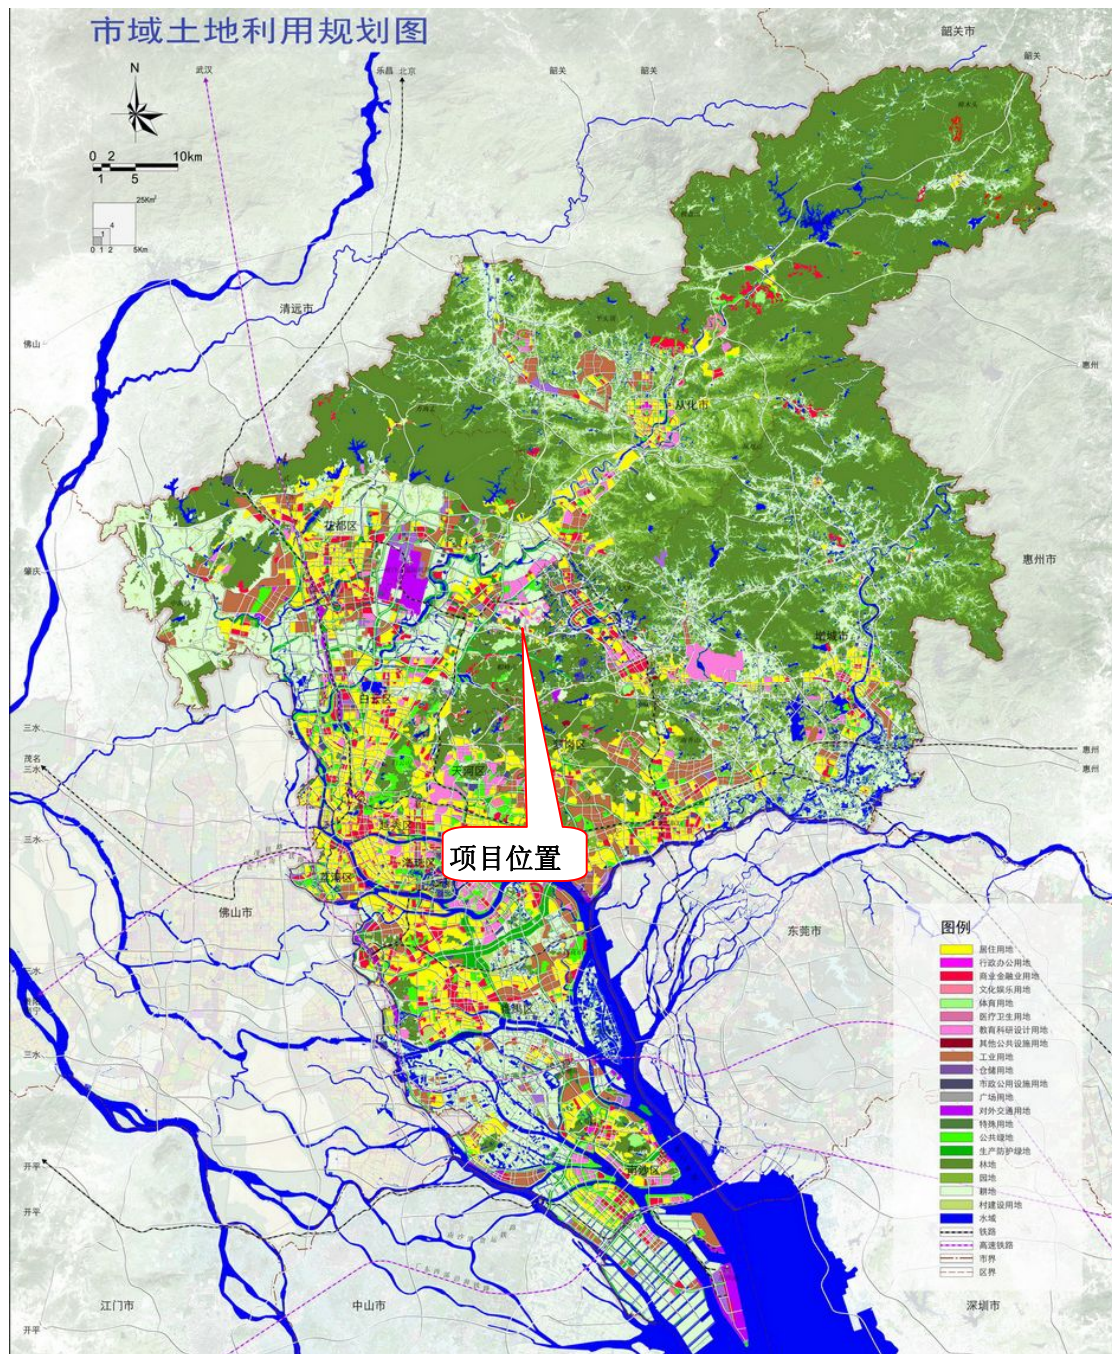 市域土地利用规划图
韶关市
N
武汉
乐昌 北京
韶关
韶关
韶关
0 2 10km
1 5
25Km²
4
1
0 1 2 5Km
清远市
佛山
惠州
从化市
花都区
肇庆
惠州市
增城市
白云区
三水
茂名
三水
惠州
惠州
天河区
三水
项目位置
荔湾区
佛山市
东莞市
三水
三水
南沙区
开平
开平
开平
江门市
中山市
深圳市
图例
居住用地
行政办公用地
商业金融业用地
文化娱乐用地
体育用地
医疗卫生用地
教育科研设计用地
其他公共设施用地
工业用地
仓储用地
市政公用设施用地
广场用地
对外交通用地
特殊用地
公共绿地
生产防护绿地
林地
园地
耕地
村建设用地
水域
铁路
高速铁路
市界
区界